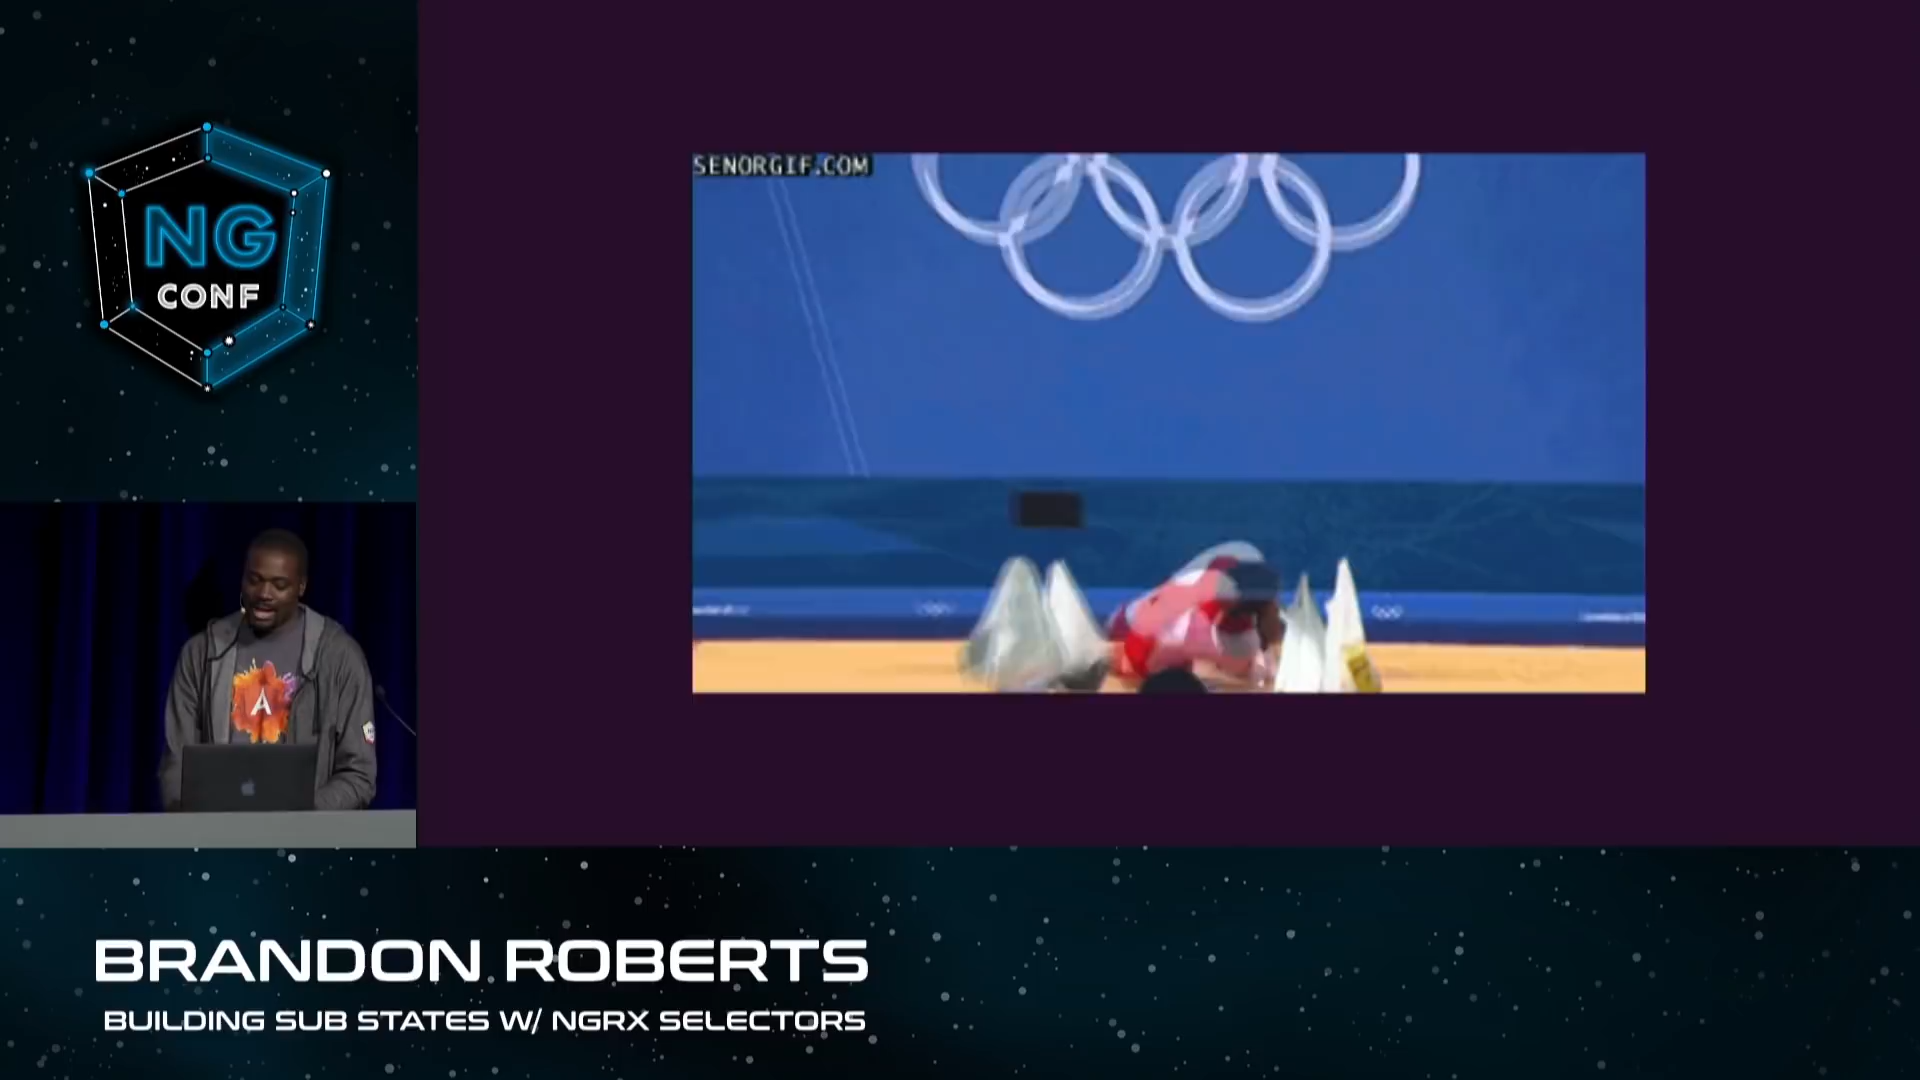 NG
CONF
SENORGIF.COM
A
BRANDON ROBERTS
BUILDING SUB STATES W/ NGRX SELECTORS